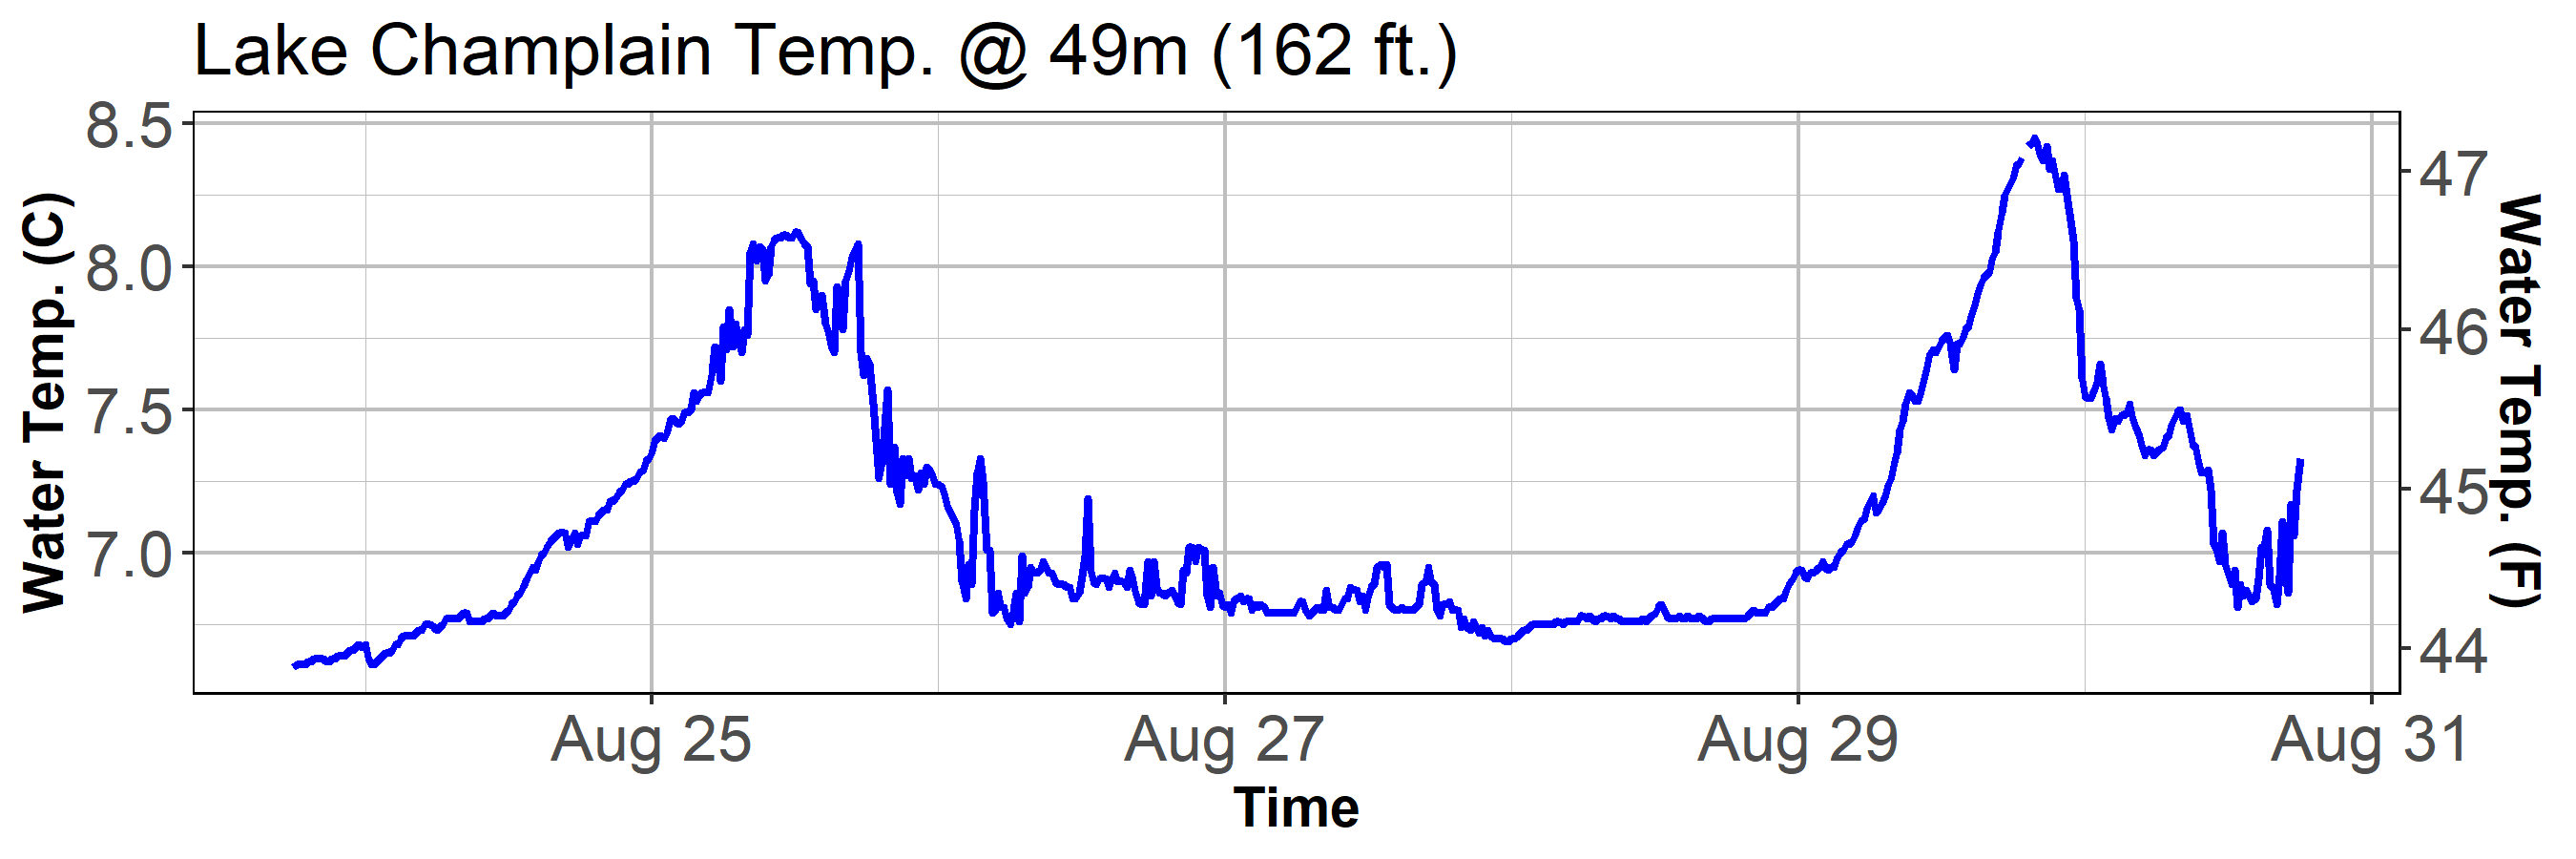 Lake Champlain Temp. @ 49m (162 ft.)
Water Temp. (C)
8.5
8.0
7.5
7.0
47
46
45
44
Water Temp. (F)
Aug 25 Aug 27 Aug 29 Aug 31
Time